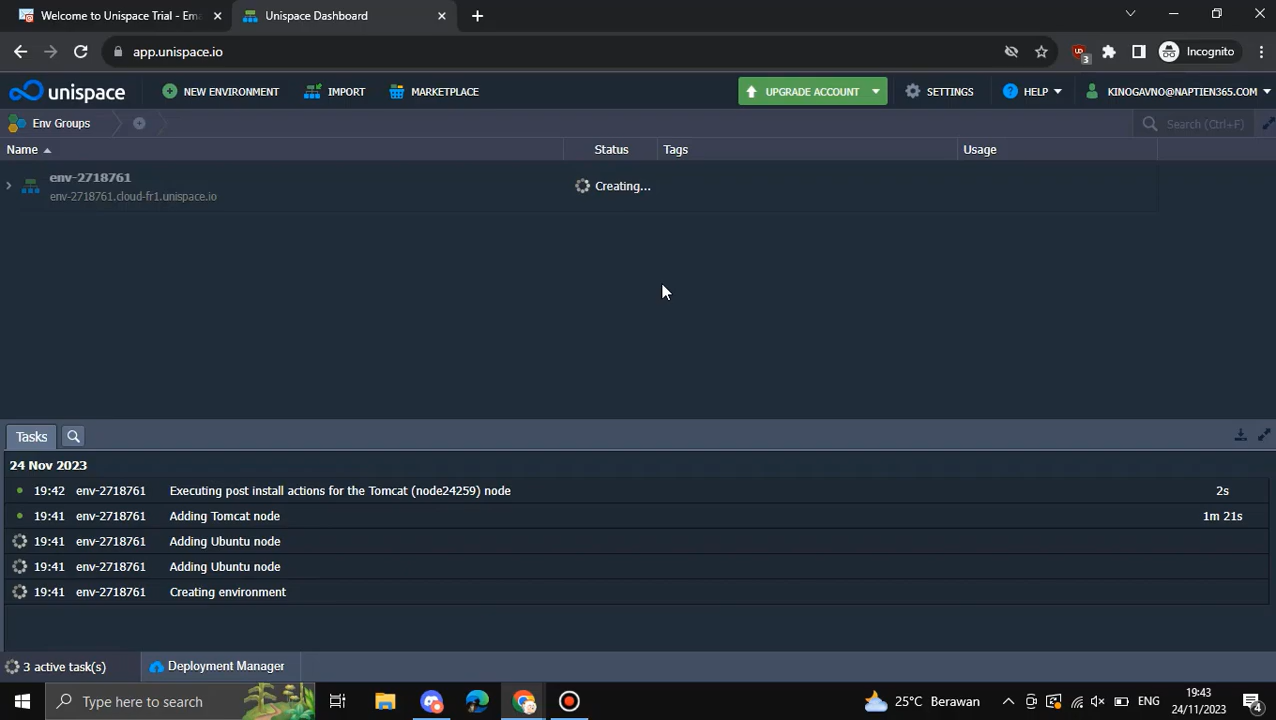 Welcome to Unispace Trial - Ema
Unispace Dashboard
app.unispace.io
3
Incognito
unispace
NEW ENVIRONMENT
IMPORT
MARKETPLACE
UPGRADE ACCOUNT
SETTINGS
HELP
KINOGAVNO@NAPTIEN365.COM
Env Groups
Search (Ctrl+F)
Name
Status
Tags
Usage
env-2718761
env-2718761.cloud-fr1.unispace.io
Creating...
Tasks
24 Nov 2023
19:42 env-2718761 Executing post install actions for the Tomcat (node24259) node 2s
19:41 env-2718761 Adding Tomcat node 1m 21s
19:41 env-2718761 Adding Ubuntu node
19:41 env-2718761 Adding Ubuntu node
19:41 env-2718761 Creating environment
3 active task(s)
Deployment Manager
Type here to search
25°C Berawan
ENG
19:43
24/11/2023
4